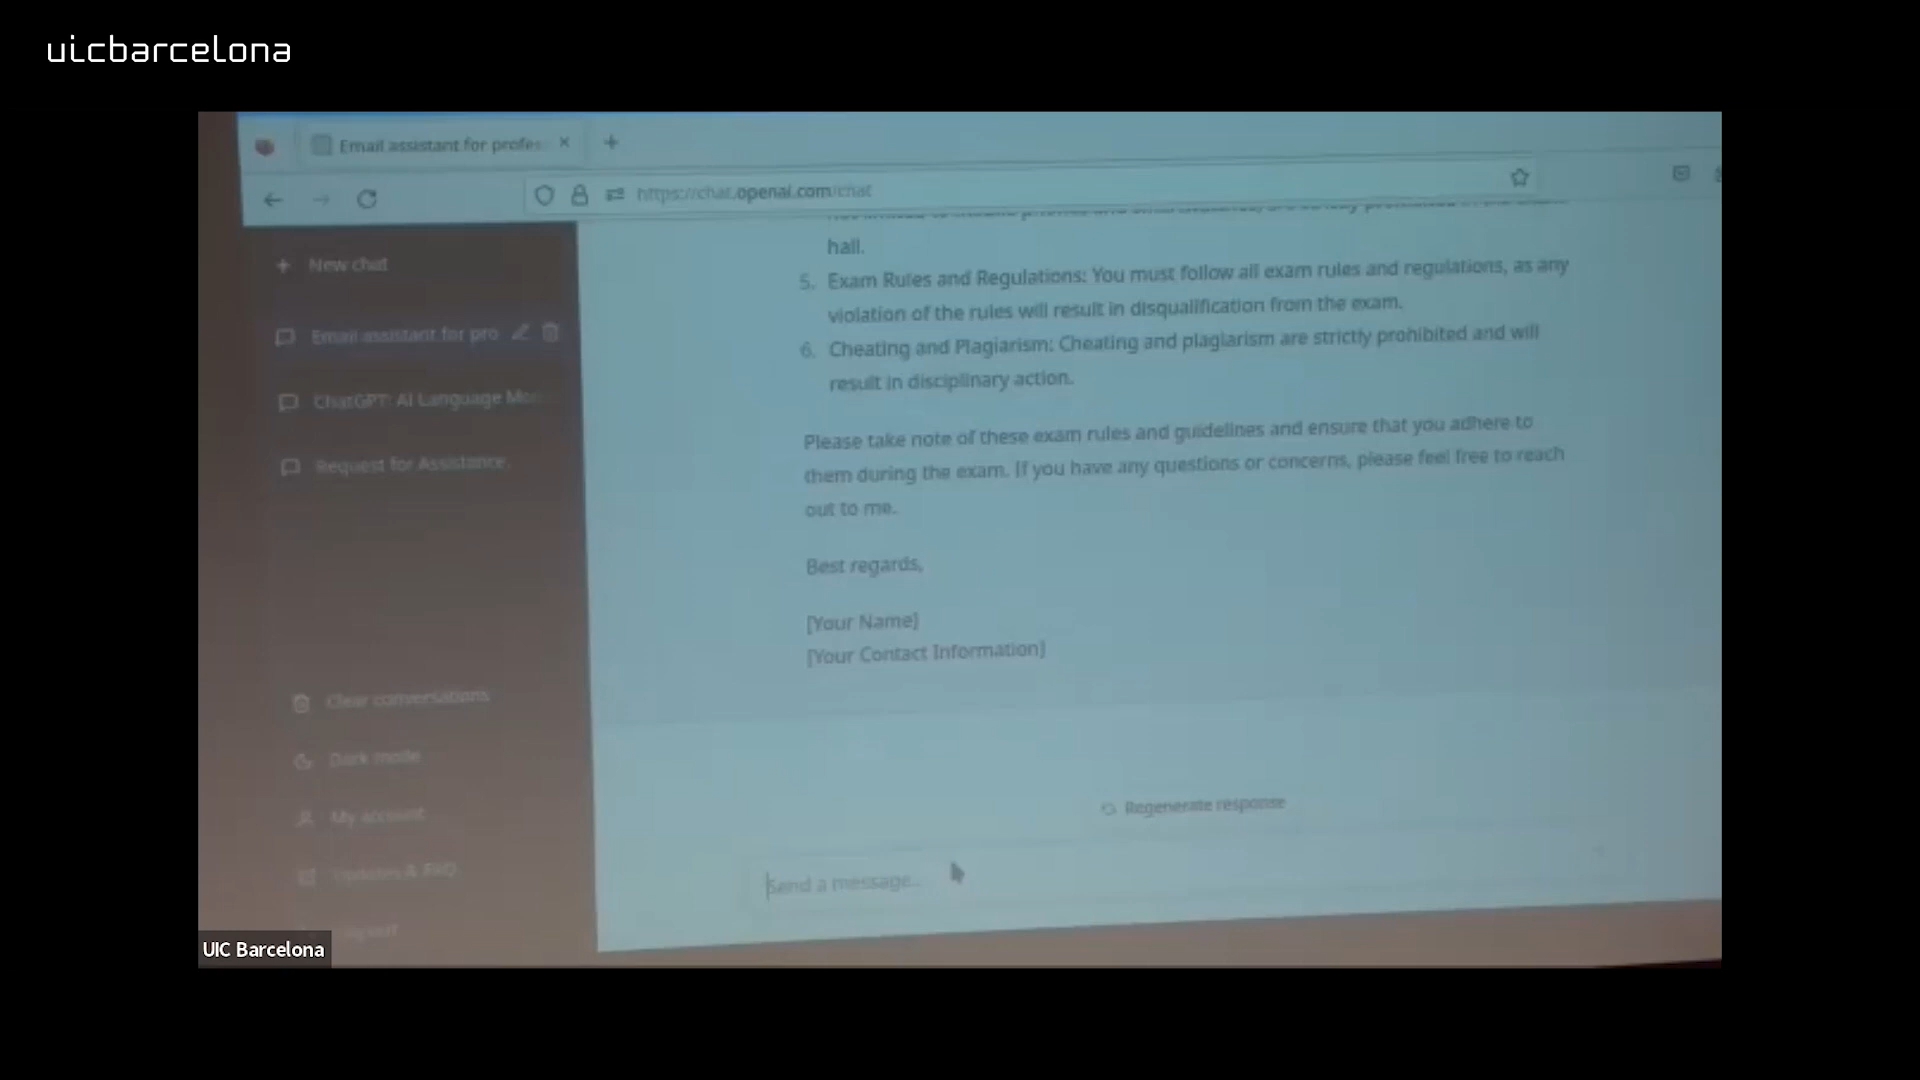 uicbarcelona
Email assistant for profes
https://chat.openai.com/chat
New chat
Email assistant for pro
ChatGPT: AI Language Mo
Request for Assistance.
Clear conversations
Dark mode
My account
Updates & FAQ
hall.
5. Exam Rules and Regulations: You must follow all exam rules and regulations, as any
violation of the rules will result in disqualification from the exam.
6. Cheating and Plagiarism: Cheating and plagiarism are strictly prohibited and will
result in disciplinary action.
Please take note of these exam rules and guidelines and ensure that you adhere to
them during the exam. If you have any questions or concerns, please feel free to reach
out to me.
Best regards,
[Your Name]
[Your Contact Information]
Regenerate response
Send a message...
UIC Barcelona